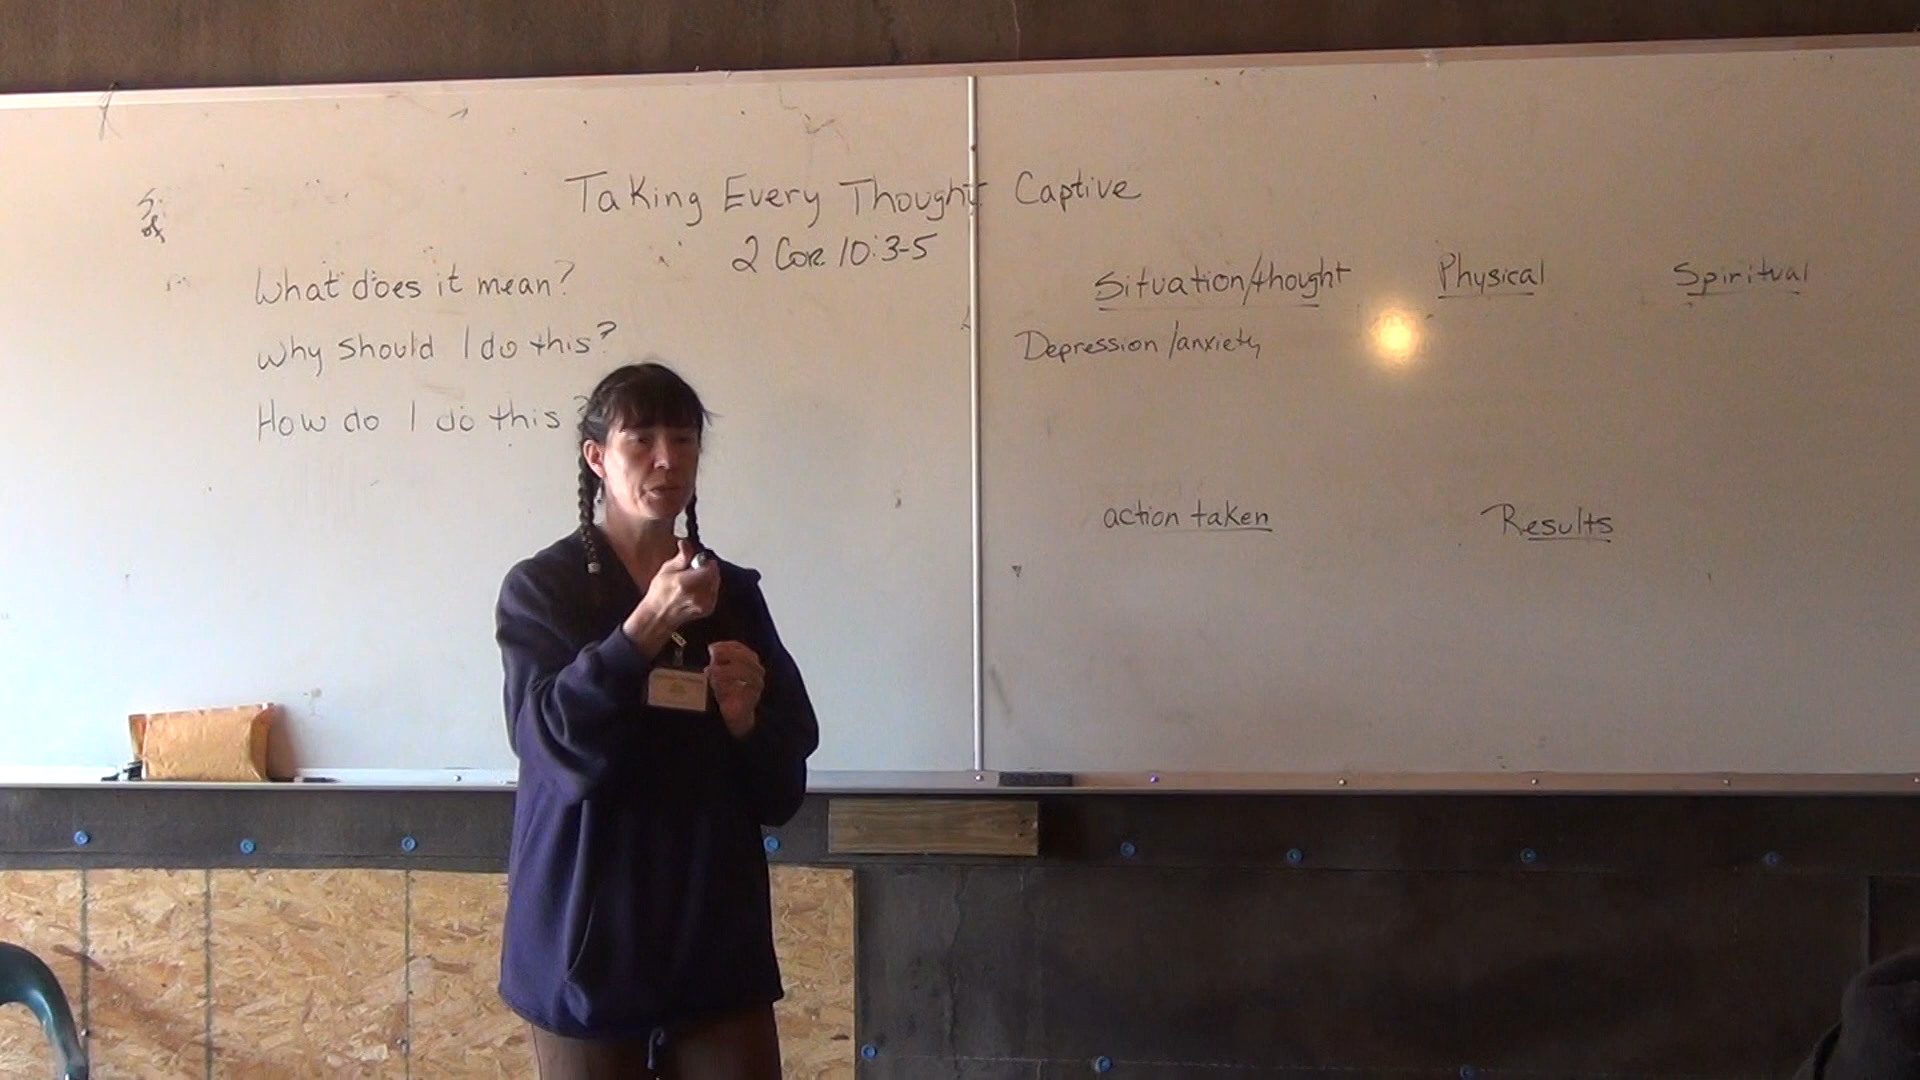 Taking Every Thought Captive
2 Cor. 10:3-5
What does it mean?
Why should I do this?
How do I do this?
Situation/thought Physical Spiritual
Depression/anxiety
action taken Results